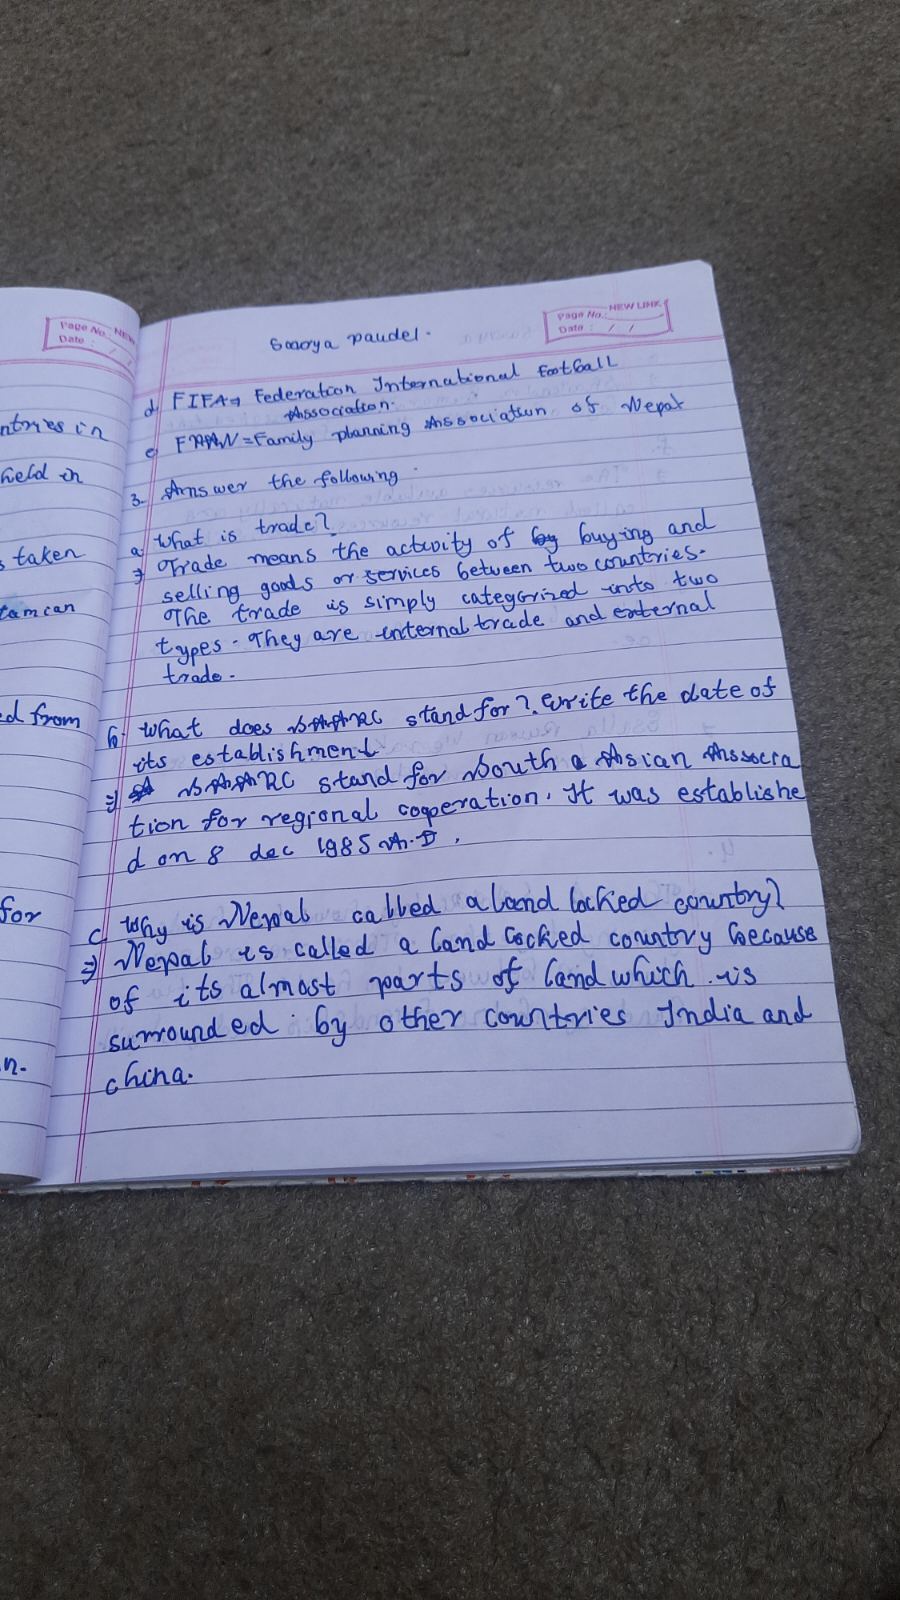 Page No.: NEW
Date : / /
ntries in
held in
s taken
ed from
for
n.
Page No.: NEW LINK
Date : / /
paudel.
d, FIFA → Federation International Football
Association.
e, FPAN = Family planning Association of Nepal
3. Answer the following.
a, What is trade?
⇒ Trade means the activity of by buying and
selling goods or services between two countries.
The trade is simply categorized into two
types. They are internal trade and external
trade.
b, What does SAARC stand for? Write the date of
its establishment
⇒ SAARC stand for South a Asian Associa
tion for regional cooperation. It was establishe
d on 8 dec 1985 A.D.
c, Why is Nepal called a land locked country?
⇒ Nepal is called a land locked country because
of its almost parts of land which is
surrounded by other countries India and
china.